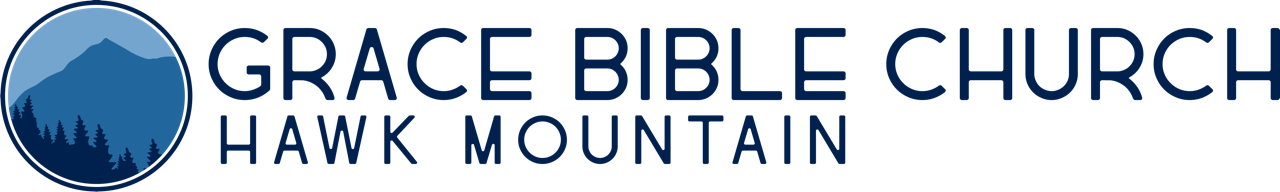 GRACE BIBLE CHURCH
HAWK MOUNTAIN